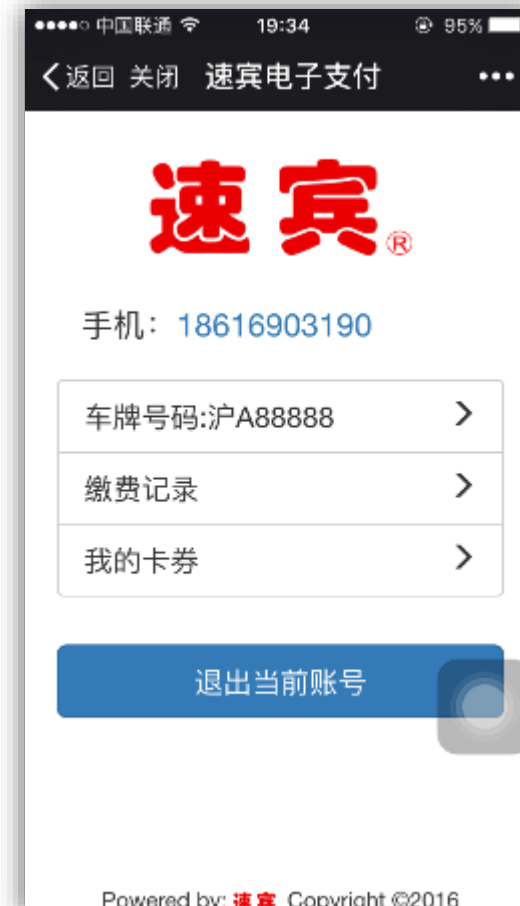 中国联通 19:34 95%
返回 关闭 速宾电子支付
速宾®
手机：18616903190
车牌号码:沪A88888
缴费记录
我的卡券
退出当前账号
Powered by: 速宾 Copyright ©2016